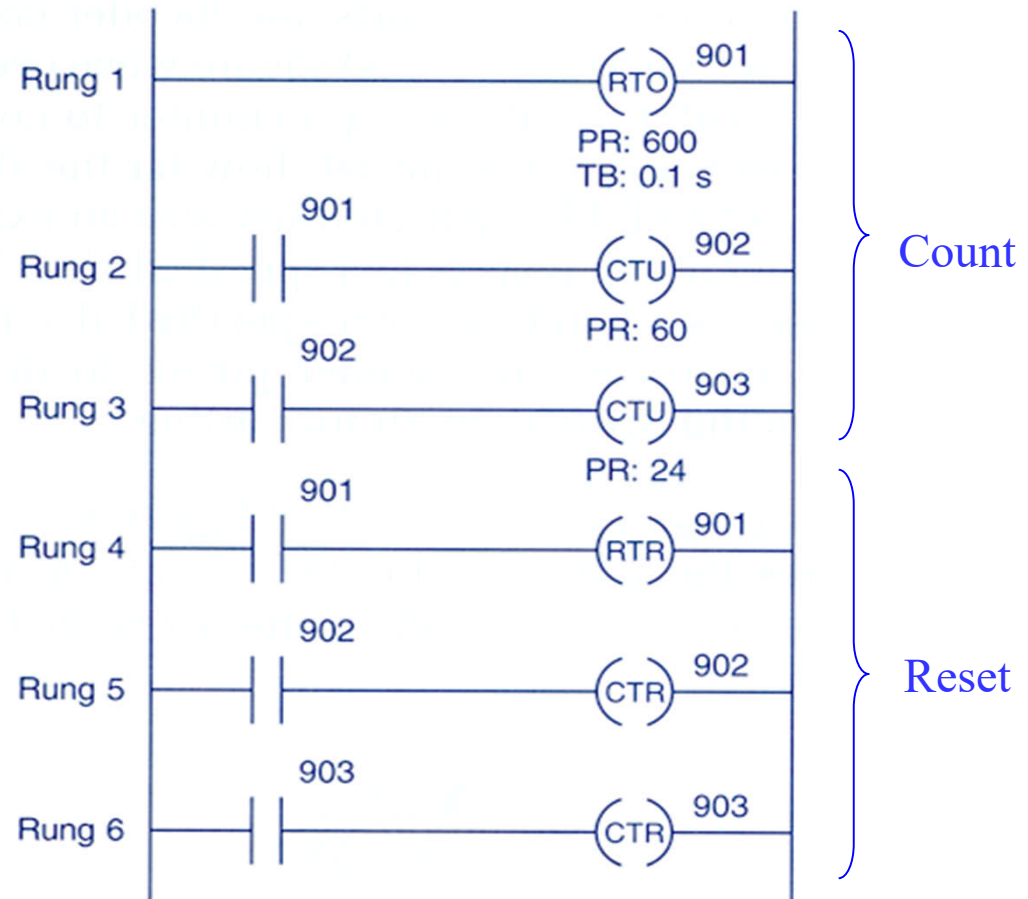 901
Rung 1 RTO
PR: 600
TB: 0.1 s
901 902
Rung 2 CTU Count
PR: 60
902 903
Rung 3 CTU
PR: 24
901 901
Rung 4 RTR
902 902
Rung 5 CTR Reset
903 903
Rung 6 CTR